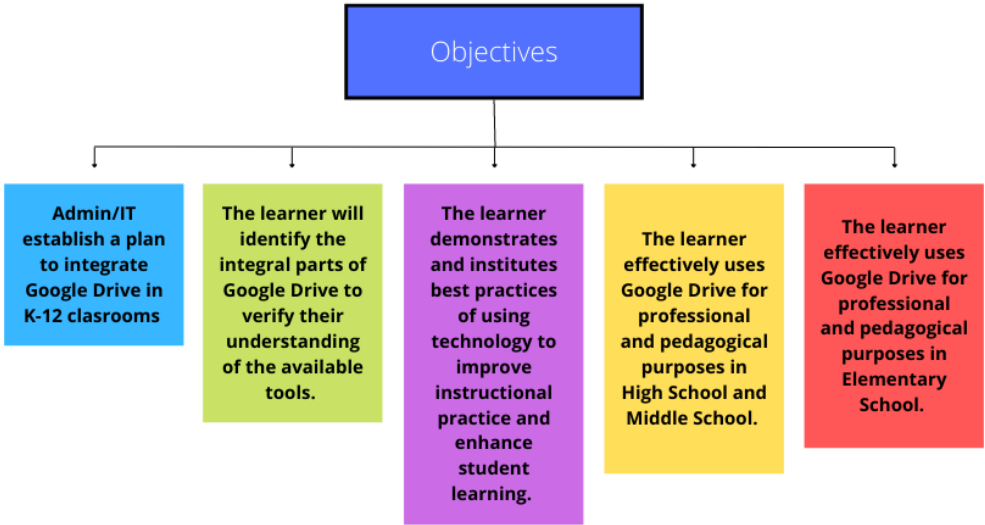 Objectives
Admin/IT
establish a plan
to integrate
Google Drive in
K-12 clasrooms
The learner will
identify the
integral parts of
Google Drive to
verify their
understanding
of the available
tools.
The learner
demonstrates
and institutes
best practices
of using
technology to
improve
instructional
practice and
enhance
student
learning.
The learner
effectively uses
Google Drive for
professional
and pedagogical
purposes in
High School and
Middle School.
The learner
effectively uses
Google Drive for
professional
and pedagogical
purposes in
Elementary
School.